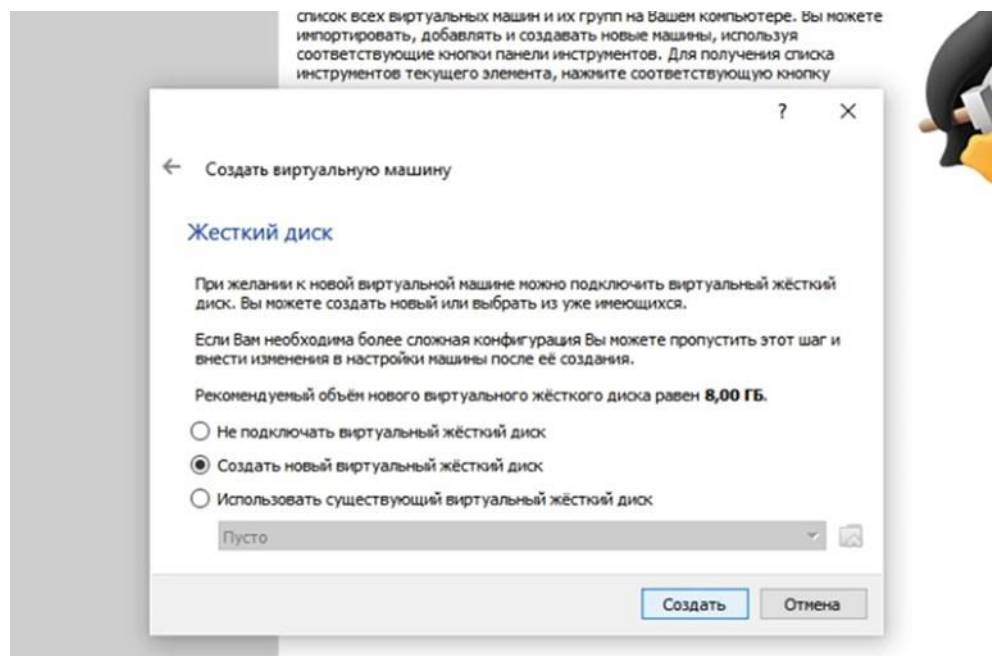 список всех виртуальных машин и их групп на Вашем компьютере. Вы можете
импортировать, добавлять и создавать новые машины, используя
соответствующие кнопки панели инструментов. Для получения списка
инструментов текущего элемента, нажмите соответствующую кнопку
?
Создать виртуальную машину
Жесткий диск
При желании к новой виртуальной машине можно подключить виртуальный жёсткий
диск. Вы можете создать новый или выбрать из уже имеющихся.
Если Вам необходима более сложная конфигурация Вы можете пропустить этот шаг и
внести изменения в настройки машины после её создания.
Рекомендуемый объём нового виртуального жёсткого диска равен 8,00 ГБ.
Не подключать виртуальный жёсткий диск
Создать новый виртуальный жёсткий диск
Использовать существующий виртуальный жёсткий диск
Пусто
Создать Отмена